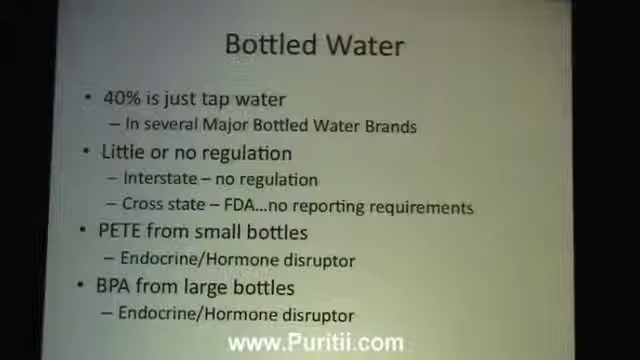 Bottled Water
• 40% is just tap water
– In several Major Bottled Water Brands
• Little or no regulation
– Interstate – no regulation
– Cross state – FDA…no reporting requirements
• PETE from small bottles
– Endocrine/Hormone disruptor
• BPA from large bottles
– Endocrine/Hormone disruptor
www.Puritii.com